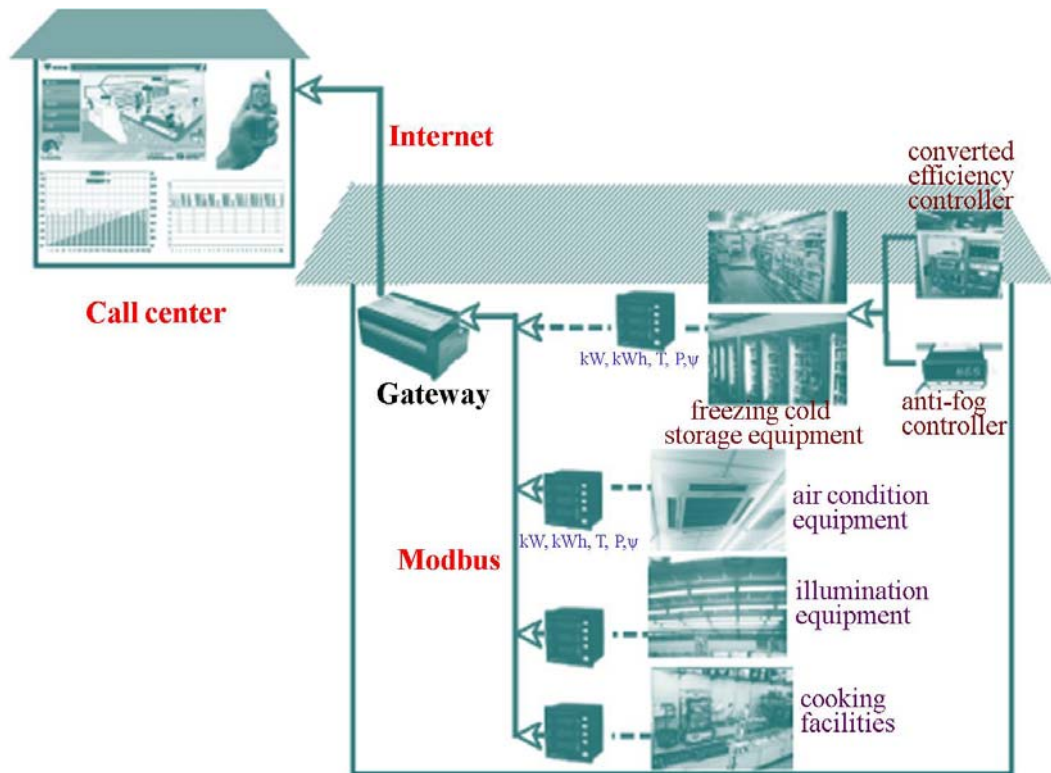 Internet
converted
efficiency
controller
Call center
kW, kWh, T, P,ψ
Gateway
freezing cold
storage equipment
anti-fog
controller
air condition
equipment
kW, kWh, T, P,ψ
Modbus
illumination
equipment
cooking
facilities